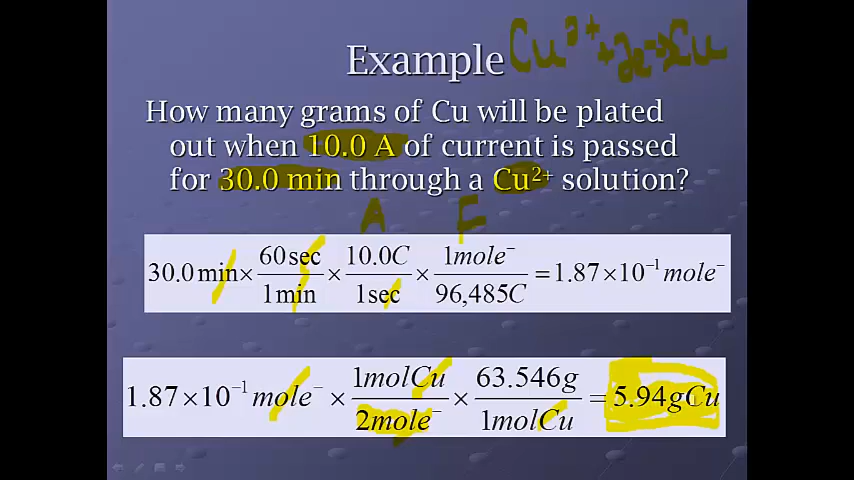 Example Cu²⁺ + 2e⁻ → Cu
How many grams of Cu will be plated
out when 10.0 A of current is passed
for 30.0 min through a Cu²⁺ solution?
A F
30.0 min × 60 sec / 1 min × 10.0C / 1 sec × 1mole⁻ / 96,485C = 1.87 × 10⁻¹ mole⁻
1.87 × 10⁻¹ mole⁻ × 1molCu / 2mole⁻ × 63.546g / 1molCu = 5.94gCu